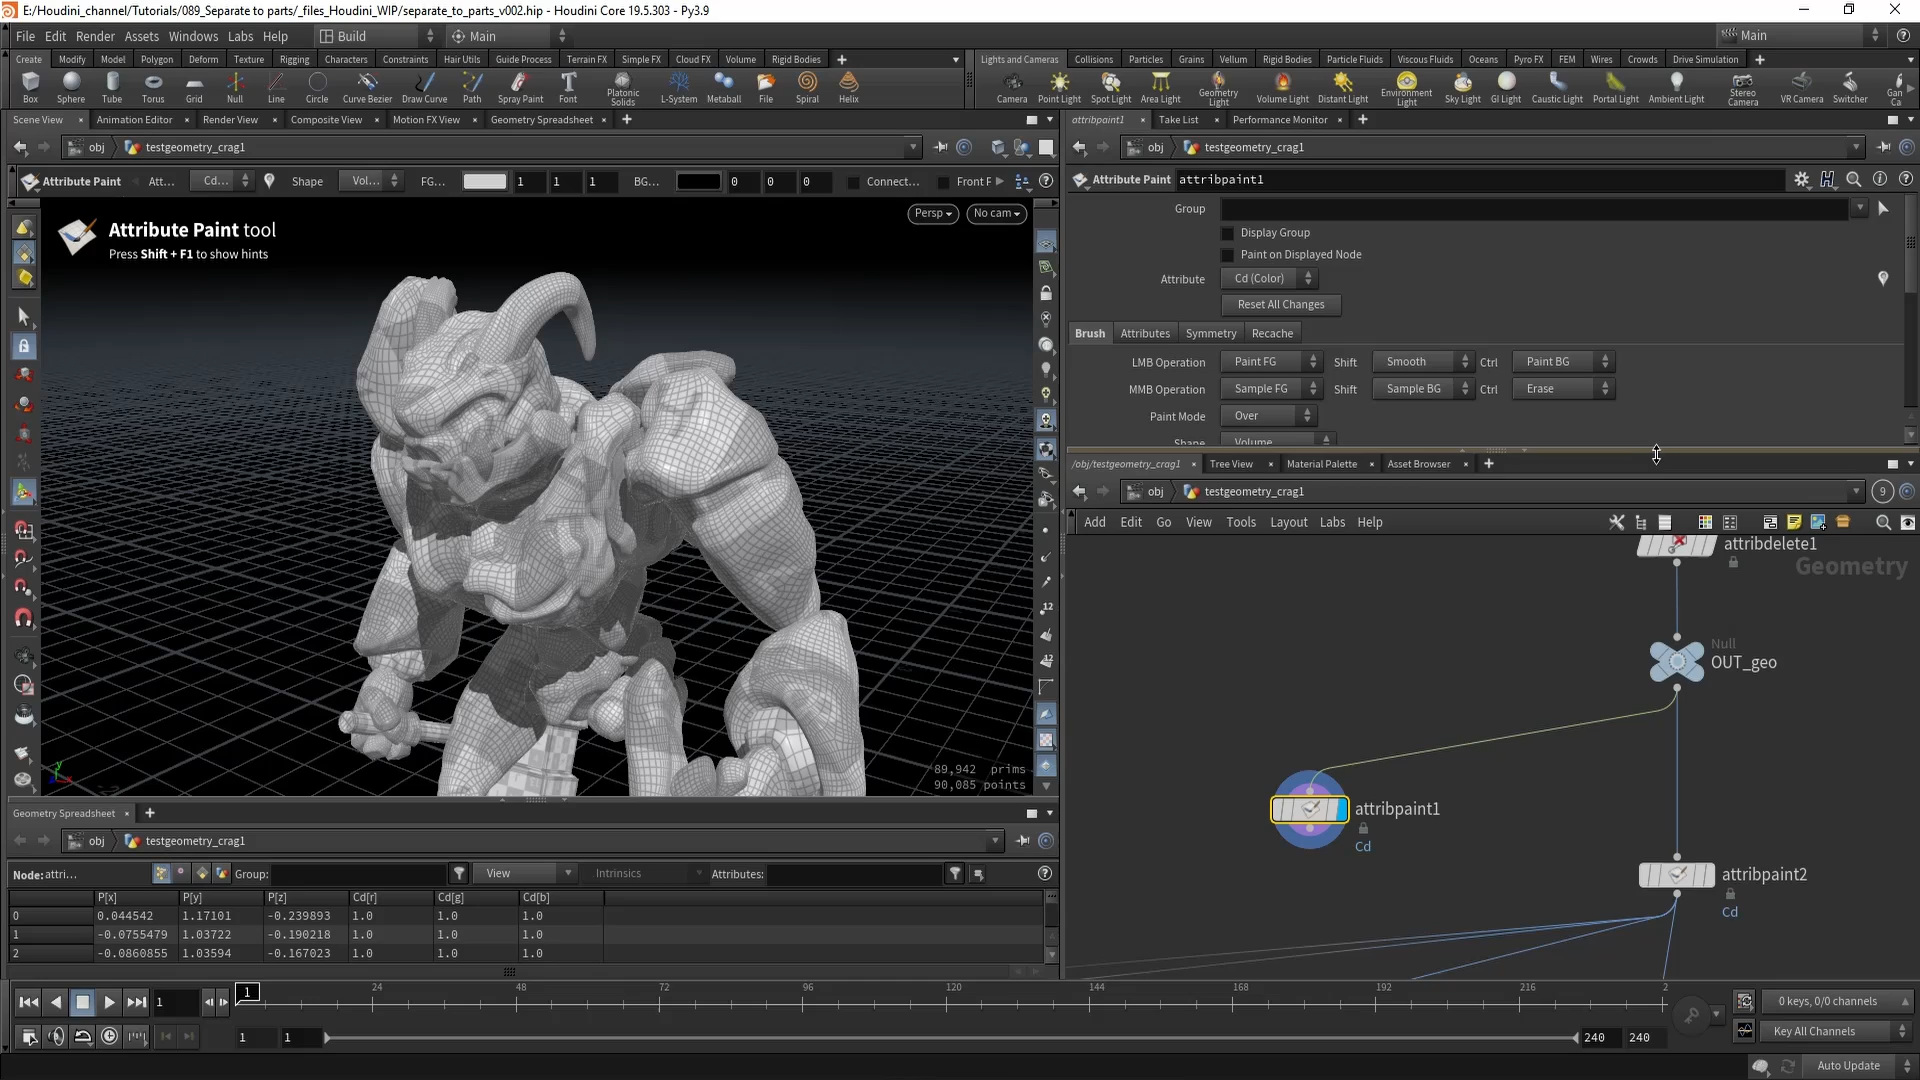 E:/Houdini_channel/Tutorials/089_Separate to parts/_files_Houdini_WIP/separate_to_parts_v002.hip - Houdini Core 19.5.303 - Py3.9
File Edit Render Assets Windows Labs Help Build Main Main
Create Modify Model Polygon Deform Texture Rigging Characters Constraints Hair Utils Guide Process Terrain FX Simple FX Cloud FX Volume Rigid Bodies
Lights and Cameras Collisions Particles Grains Vellum Rigid Bodies Particle Fluids Viscous Fluids Oceans Pyro FX FEM Wires Crowds Drive Simulation
Box Sphere Tube Torus Grid Null Line Circle Curve Bezier Draw Curve Path Spray Paint Font Platonic Solids L-System Metaball File Spiral Helix
Camera Point Light Spot Light Area Light Geometry Light Volume Light Distant Light Environment Light Sky Light GI Light Caustic Light Portal Light Ambient Light Stereo Camera VR Camera Switcher Gan Ca
Scene View Animation Editor Render View Composite View Motion FX View Geometry Spreadsheet
obj testgeometry_crag1
Attribute Paint Att... Cd... Shape Vol... FG... 1 1 1 BG... 0 0 0 Connect... Front F
Attribute Paint tool
Press Shift + F1 to show hints
Persp No cam
12
12
89,942 prims
90,085 points
y
attribpaint1 Take List Performance Monitor
obj testgeometry_crag1
Attribute Paint attribpaint1
Group
Display Group
Paint on Displayed Node
Attribute Cd (Color)
Reset All Changes
Brush Attributes Symmetry Recache
LMB Operation Paint FG Shift Smooth Ctrl Paint BG
MMB Operation Sample FG Shift Sample BG Ctrl Erase
Paint Mode Over
Shape Volume
/obj/testgeometry_crag1 Tree View Material Palette Asset Browser
obj testgeometry_crag1 9
Add Edit Go View Tools Layout Labs Help
attribdelete1
Geometry
Null
OUT_geo
attribpaint1
Cd
attribpaint2
Cd
Geometry Spreadsheet
obj testgeometry_crag1
Node: attri... Group: View Intrinsics Attributes:
P[x] P[y] P[z] Cd[r] Cd[g] Cd[b]
0 0.044542 1.17101 -0.239893 1.0 1.0 1.0
1 -0.0755479 1.03722 -0.190218 1.0 1.0 1.0
2 -0.0860855 1.03594 -0.167023 1.0 1.0 1.0
1 1 24 48 72 96 120 144 168 192 216 2
0 keys, 0/0 channels
1 1 240 240
Key All Channels
Auto Update